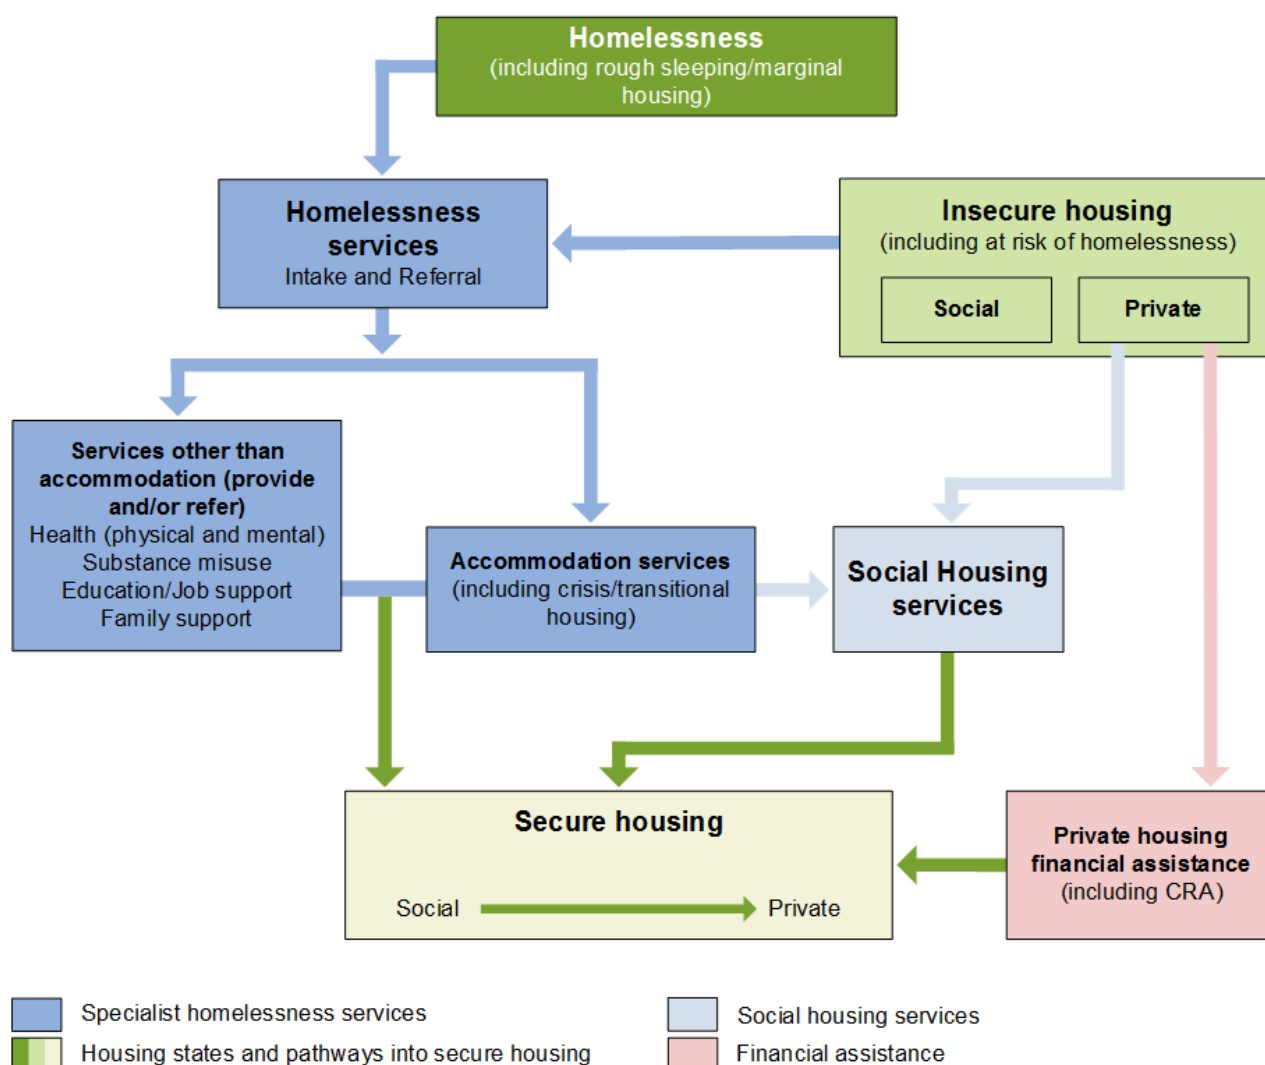 Homelessness
(including rough sleeping/marginal
housing)
Homelessness
services
Intake and Referral
Insecure housing
(including at risk of homelessness)
Social
Private
Services other than
accommodation (provide
and/or refer)
Health (physical and mental)
Substance misuse
Education/Job support
Family support
Accommodation services
(including crisis/transitional
housing)
Social Housing
services
Secure housing
Social
Private
Private housing
financial assistance
(including CRA)
Specialist homelessness services
Social housing services
Housing states and pathways into secure housing
Financial assistance